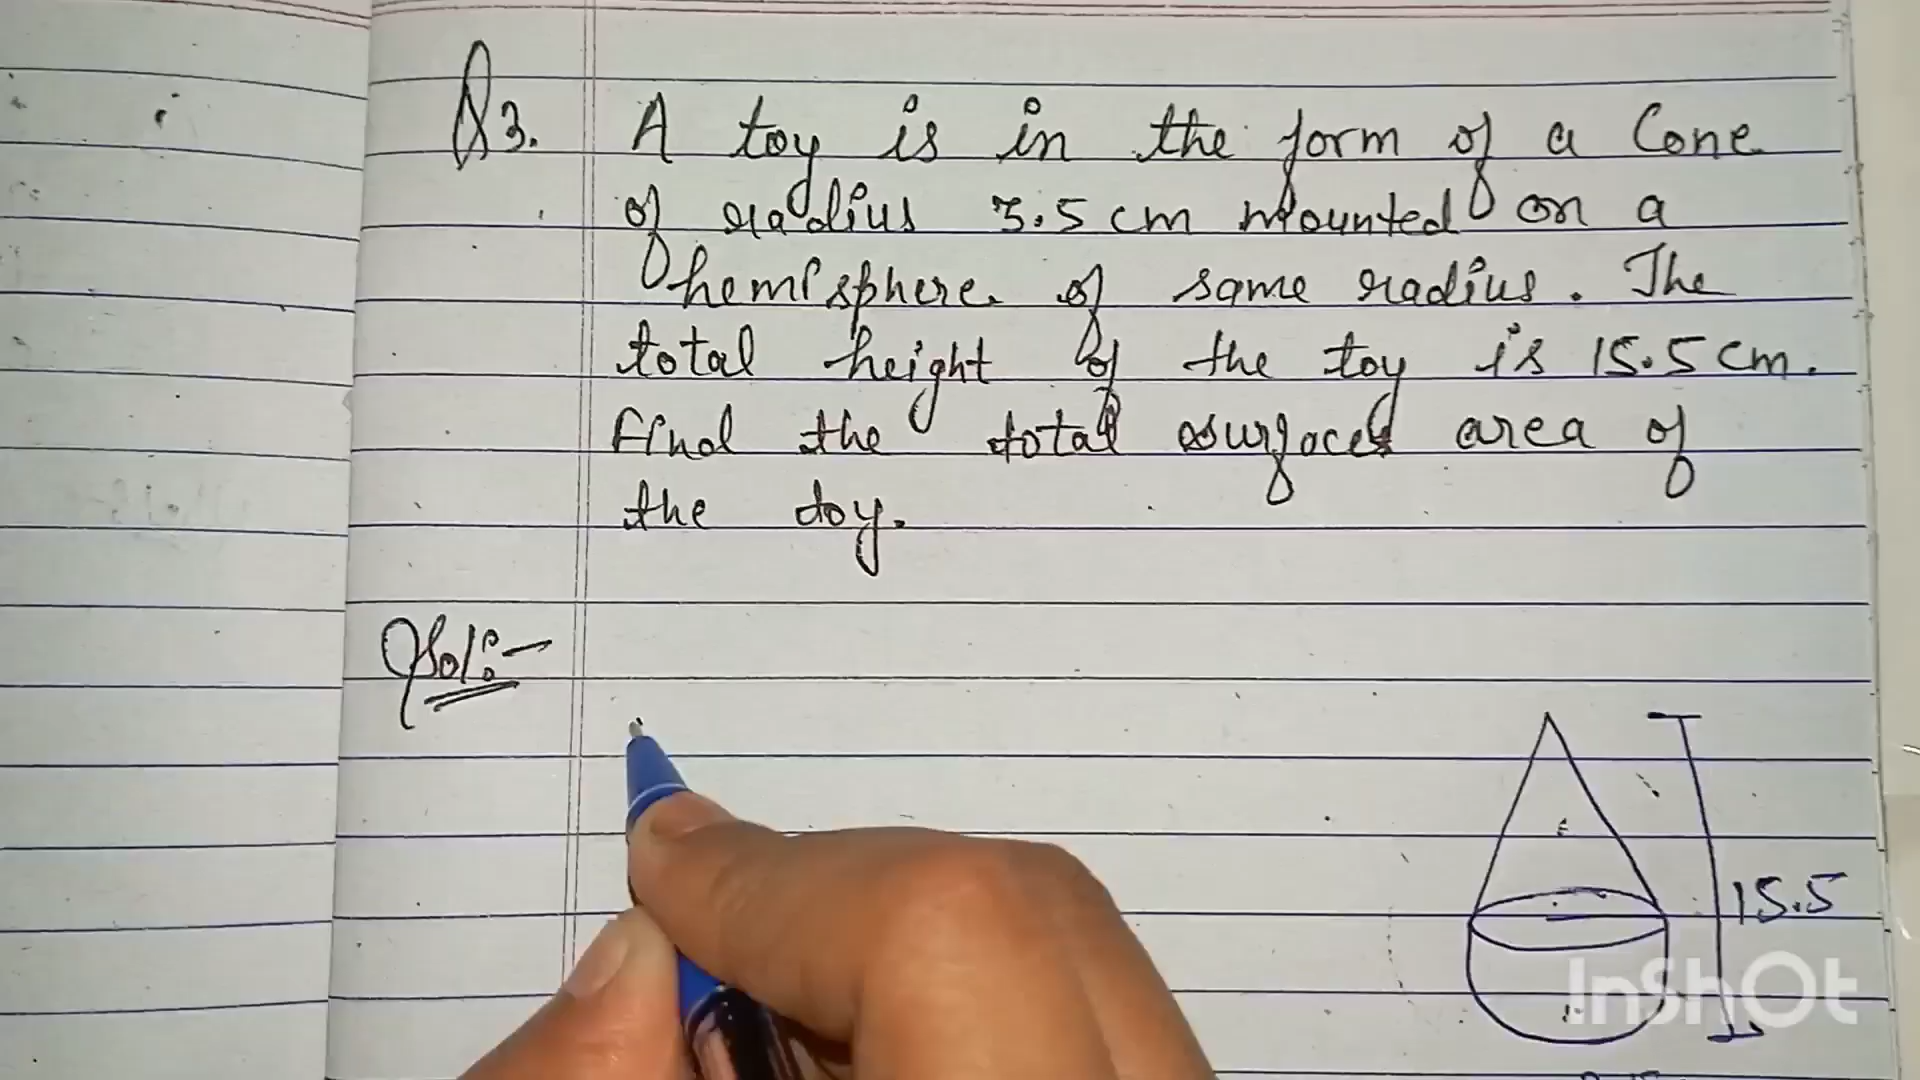 Q3. A toy is in the form of a Cone
of radius 3.5 cm mounted on a
hemisphere of same radius. The
total height of the toy is 15.5 cm.
Find the total surface area of
the toy.
Sol:-
15.5
InShOt